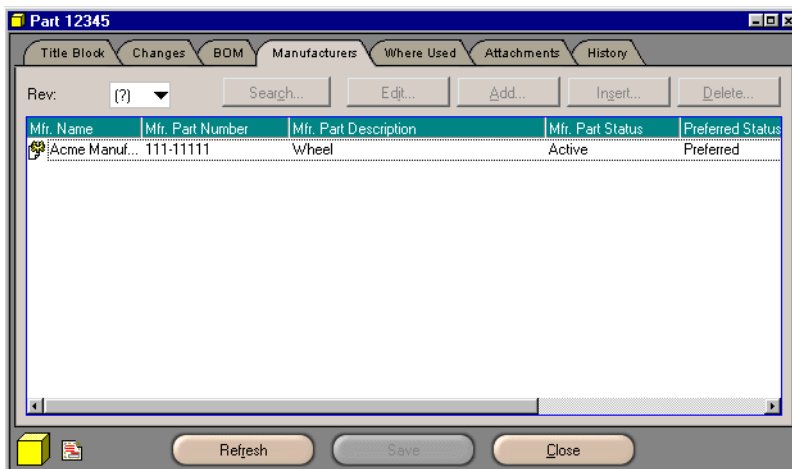 Part 12345
Title Block Changes BOM Manufacturers Where Used Attachments History
Rev: (?) Search... Edit... Add... Insert... Delete...
Mfr. Name Mfr. Part Number Mfr. Part Description Mfr. Part Status Preferred Status
Acme Manuf... 111-11111 Wheel Active Preferred
Refresh Save Close